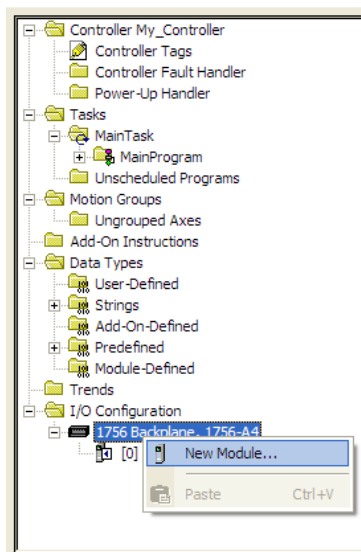 Controller My_Controller
Controller Tags
Controller Fault Handler
Power-Up Handler
Tasks
MainTask
MainProgram
Unscheduled Programs
Motion Groups
Ungrouped Axes
Add-On Instructions
Data Types
User-Defined
Strings
Add-On-Defined
Predefined
Module-Defined
Trends
I/O Configuration
1756 Backplane, 1756-A4
[0]
New Module...
Paste Ctrl+V